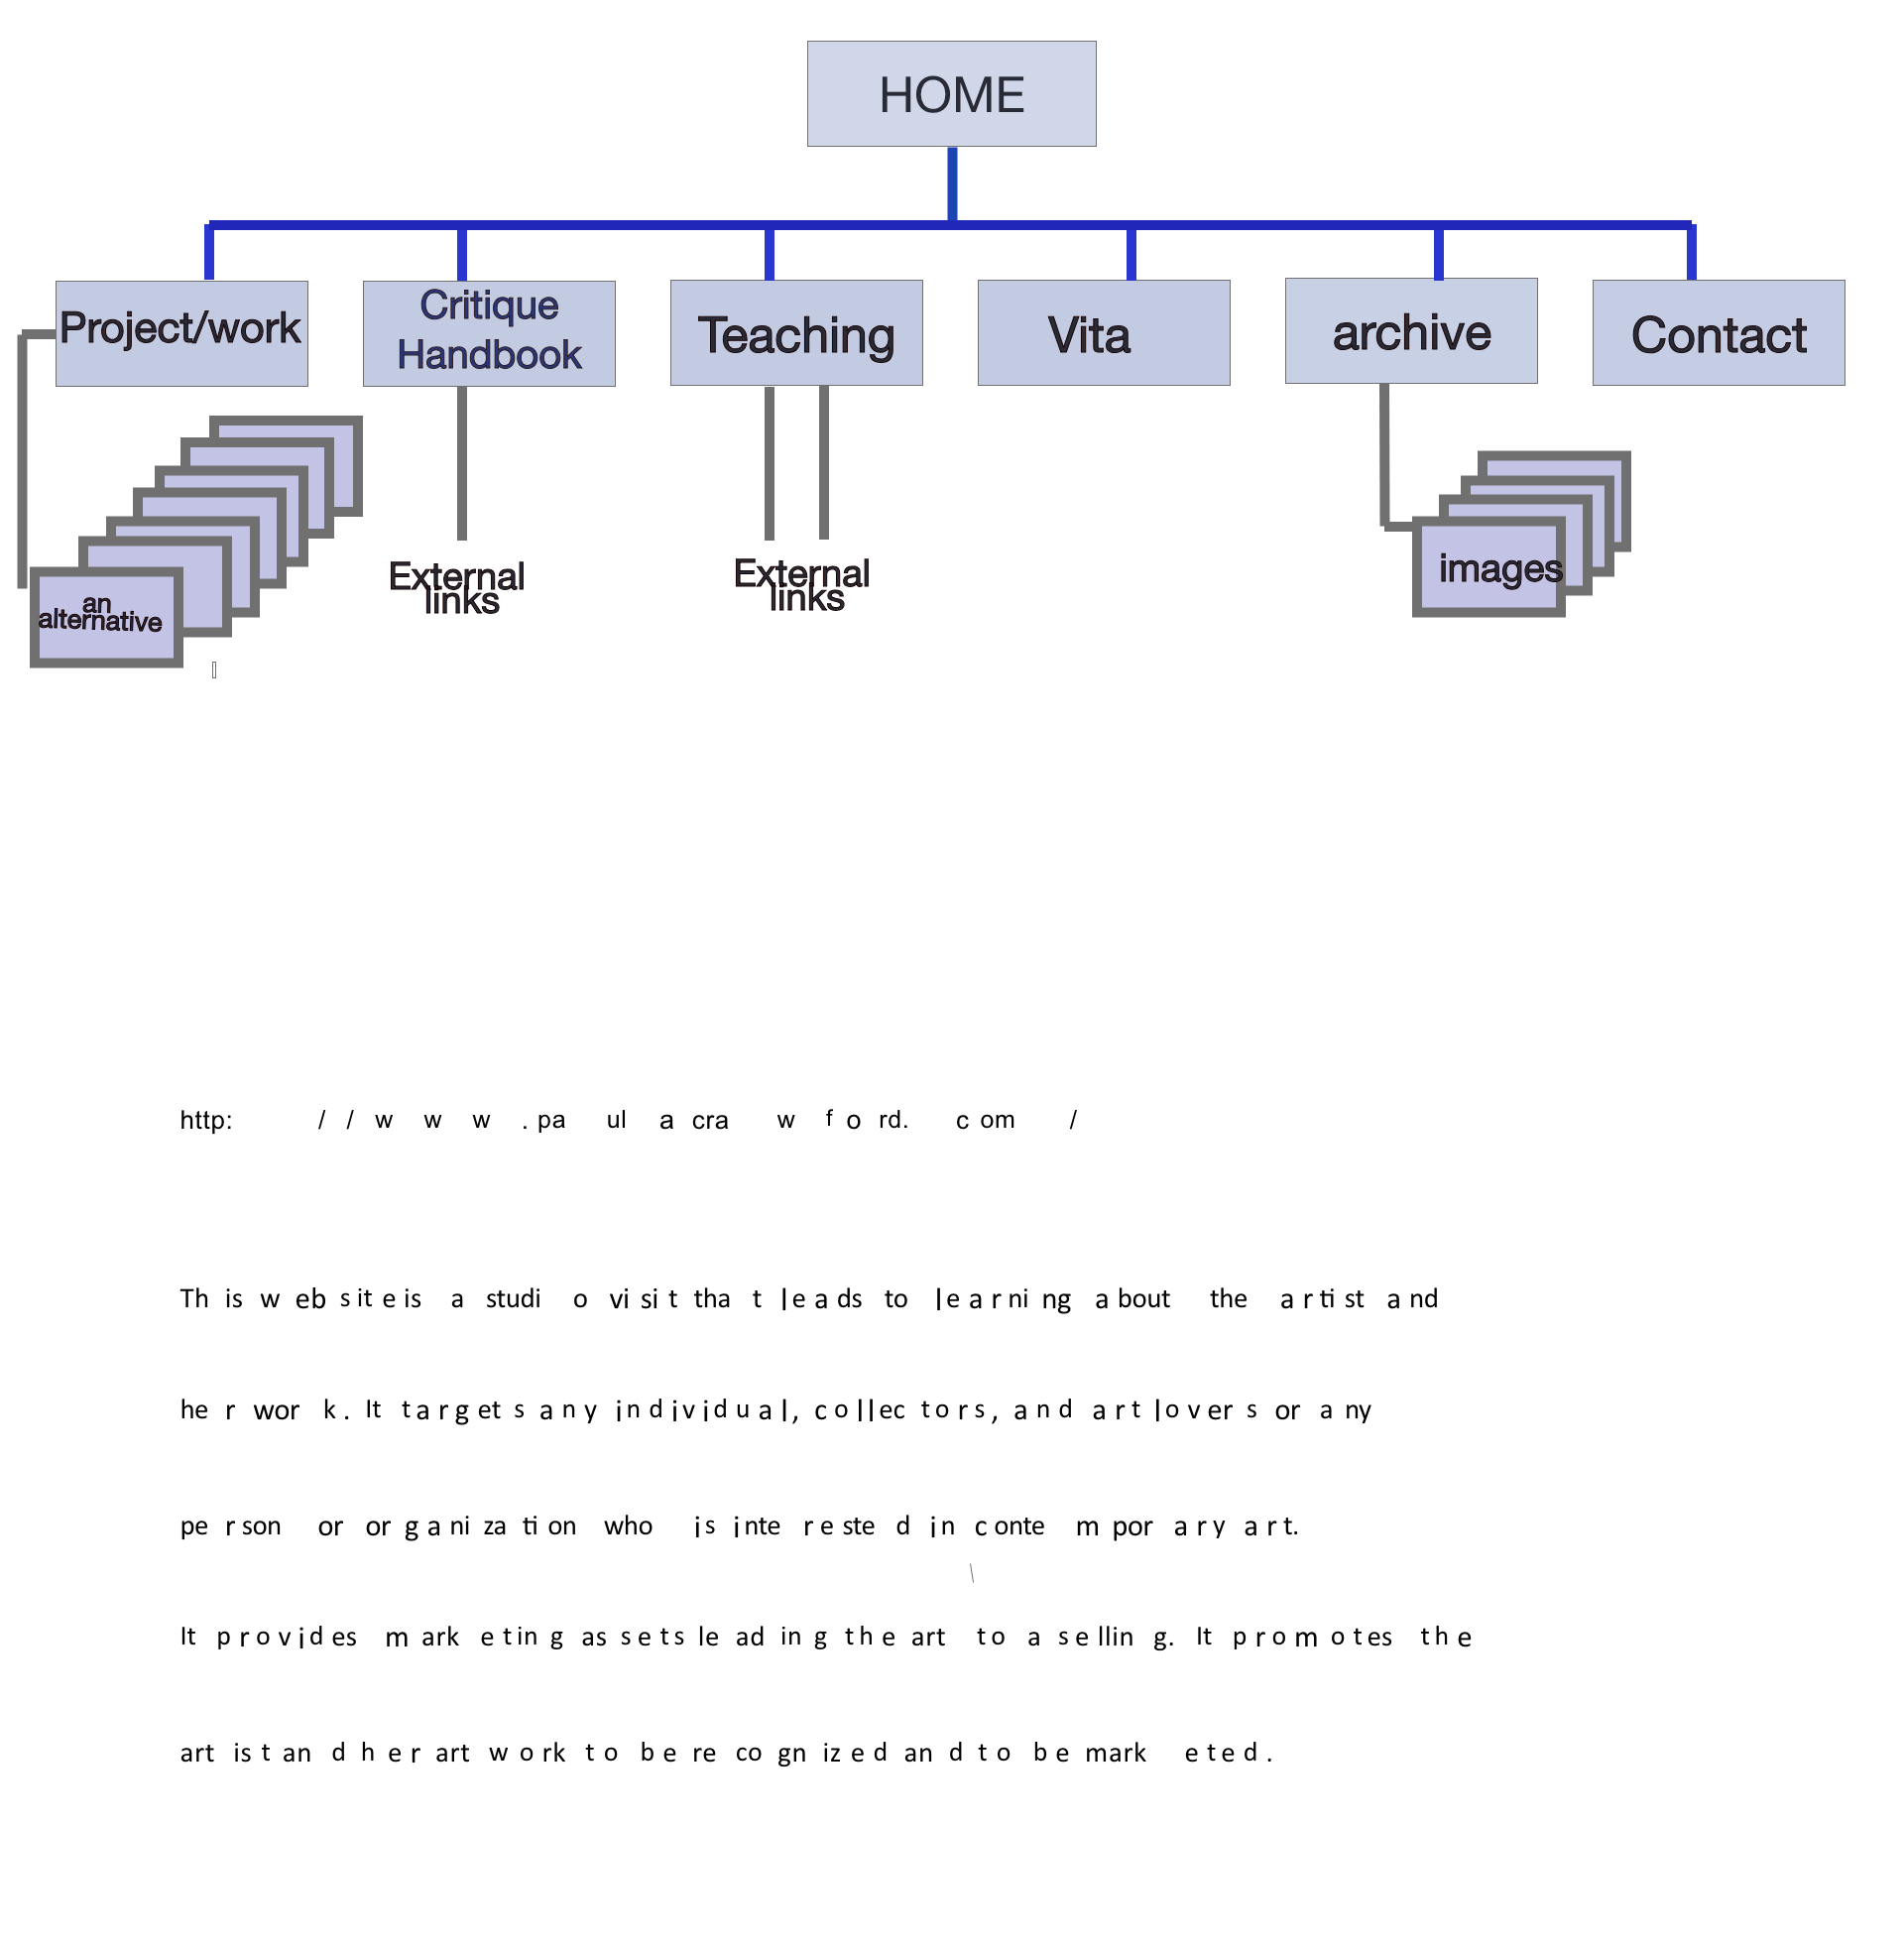 HOME
Project/work
Critique
Handbook
Teaching
Vita
archive
Contact
an
alternative
External
links
External
links
images
http://www.paulacrawford.com/
This website is a studio visit that leads to learning about the artist and
her work. It targets any individual, collectors, and art lovers or any
person or organization who is interested in contemporary art.
\
It provides marketing assets leading the art to a selling. It promotes the
artist and her artwork to be recognized and to be marketed.